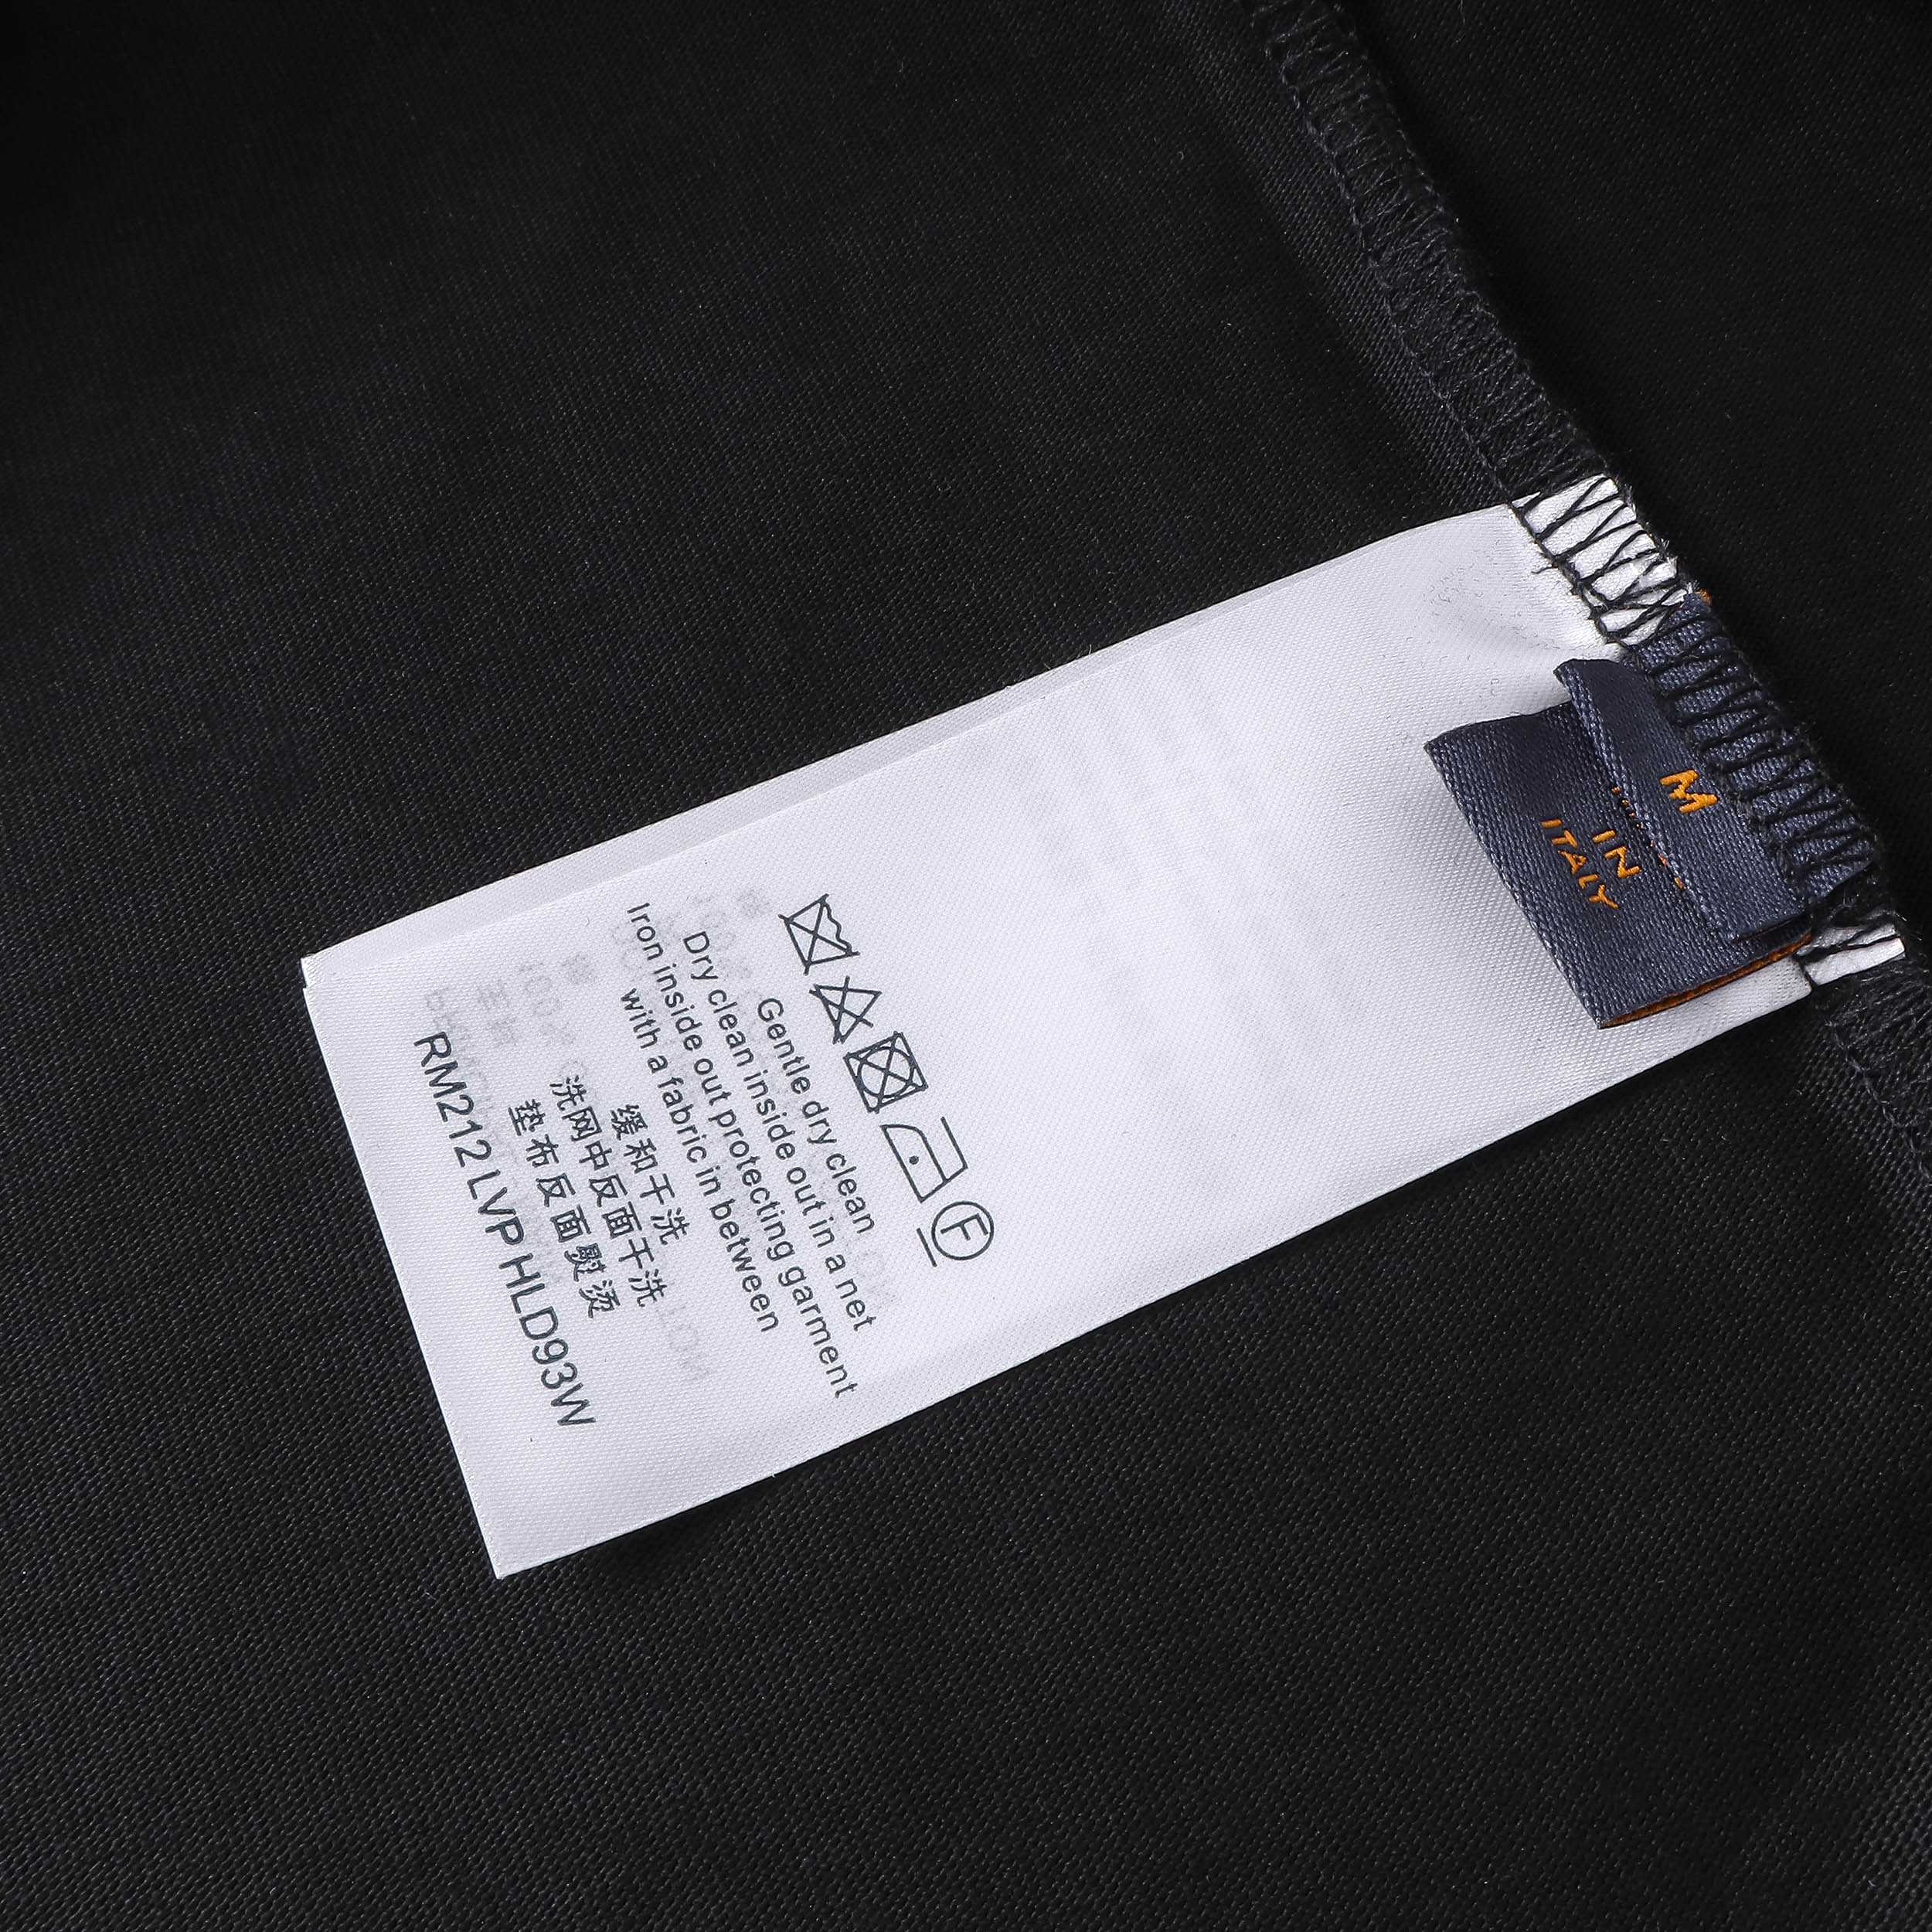 M
IN
ITALY
F
Gentle dry clean
Dry clean inside out in a net
Iron inside out protecting garment
with a fabric in between
缓和干洗
洗网中反面干洗
垫布反面熨烫
RM212 LVP HLD93W